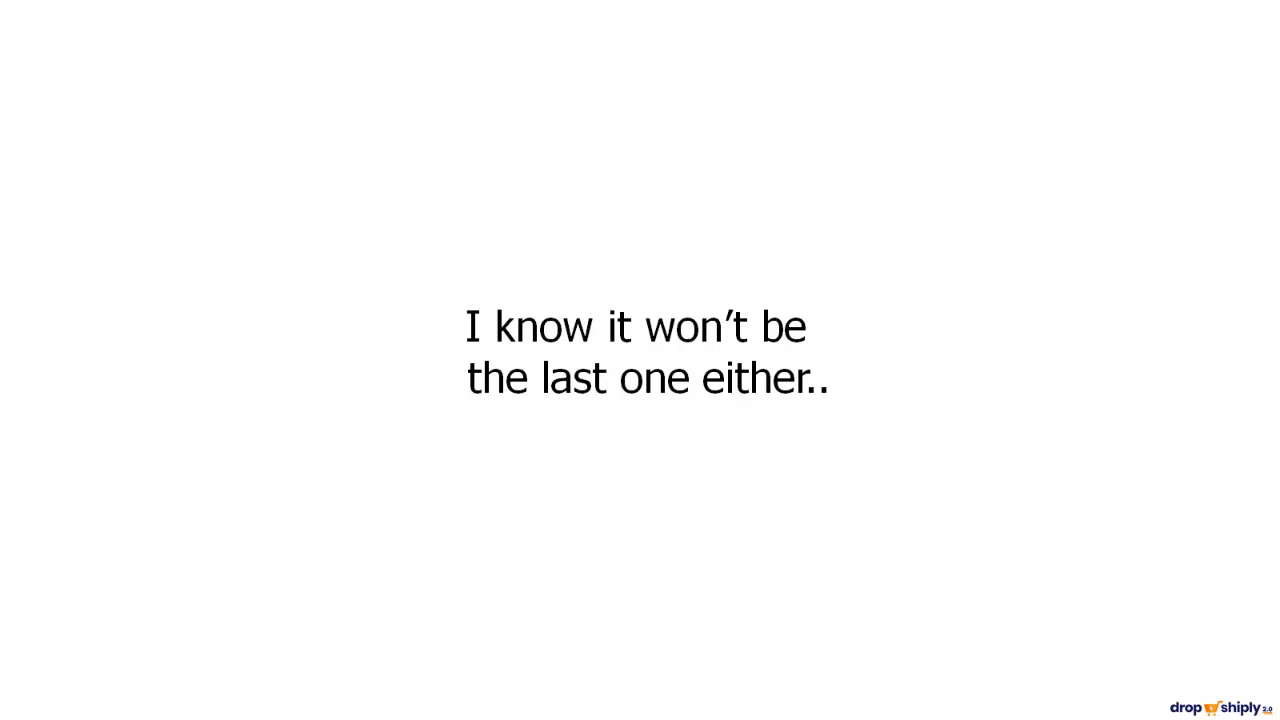 I know it won’t be
the last one either..
drop shiply 2.0